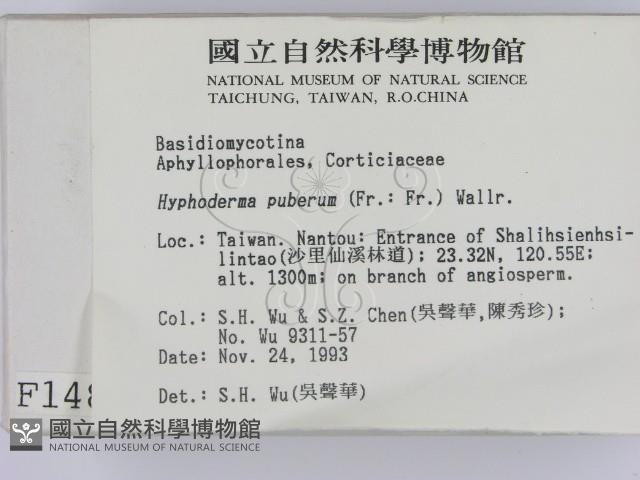 國立自然科學博物館
NATIONAL MUSEUM OF NATURAL SCIENCE
TAICHUNG, TAIWAN, R.O.CHINA
Basidiomycotina
Aphyllophorales, Corticiaceae
Hyphoderma puberum (Fr.: Fr.) Wallr.
Loc.: Taiwan. Nantou: Entrance of Shalihsienhsi-
lintao(沙里仙溪林道); 23.32N, 120.55E;
alt. 1300m; on branch of angiosperm.
Col.: S.H. Wu & S.Z. Chen(吳聲華,陳秀珍);
No. Wu 9311-57
Date: Nov. 24, 1993
Det.: S.H. Wu(吳聲華)
F148
國立自然科學博物館
NATIONAL MUSEUM OF NATURAL SCIENCE